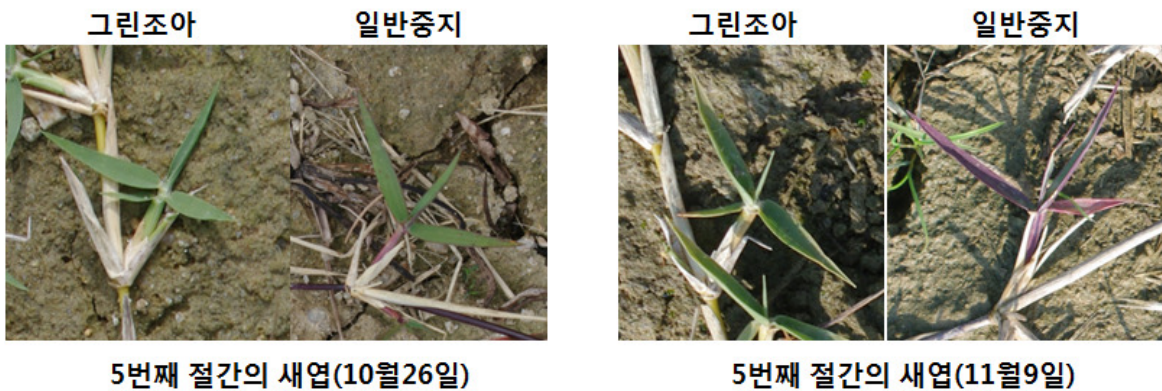 그린조아 일반중지 그린조아 일반중지
5번째 절간의 새엽(10월26일) 5번째 절간의 새엽(11월9일)